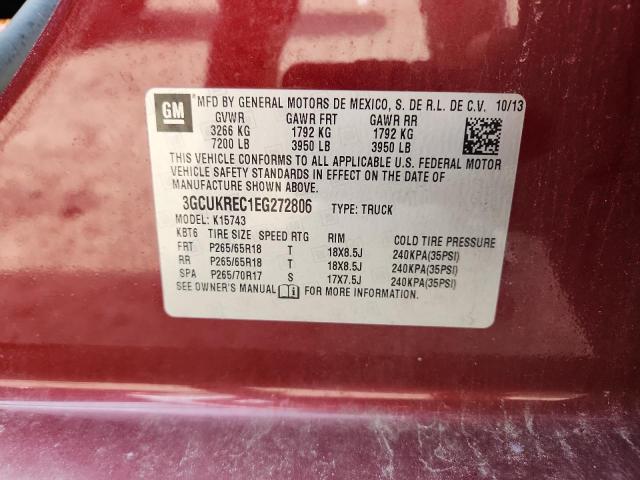 GM
MFD BY GENERAL MOTORS DE MEXICO, S. DE R.L. DE C.V. 10/13
GVWR GAWR FRT GAWR RR
3266 KG 1792 KG 1792 KG
7200 LB 3950 LB 3950 LB
THIS VEHICLE CONFORMS TO ALL APPLICABLE U.S. FEDERAL MOTOR
VEHICLE SAFETY STANDARDS IN EFFECT ON THE DATE OF
MANUFACTURE SHOWN ABOVE.
3GCUKREC1EG272806 TYPE: TRUCK
MODEL: K15743
KBT6 TIRE SIZE SPEED RTG RIM COLD TIRE PRESSURE
FRT P265/65R18 T 18X8.5J 240KPA(35PSI)
RR P265/65R18 T 18X8.5J 240KPA(35PSI)
SPA P265/70R17 S 17X7.5J 240KPA(35PSI)
SEE OWNER'S MANUAL FOR MORE INFORMATION.